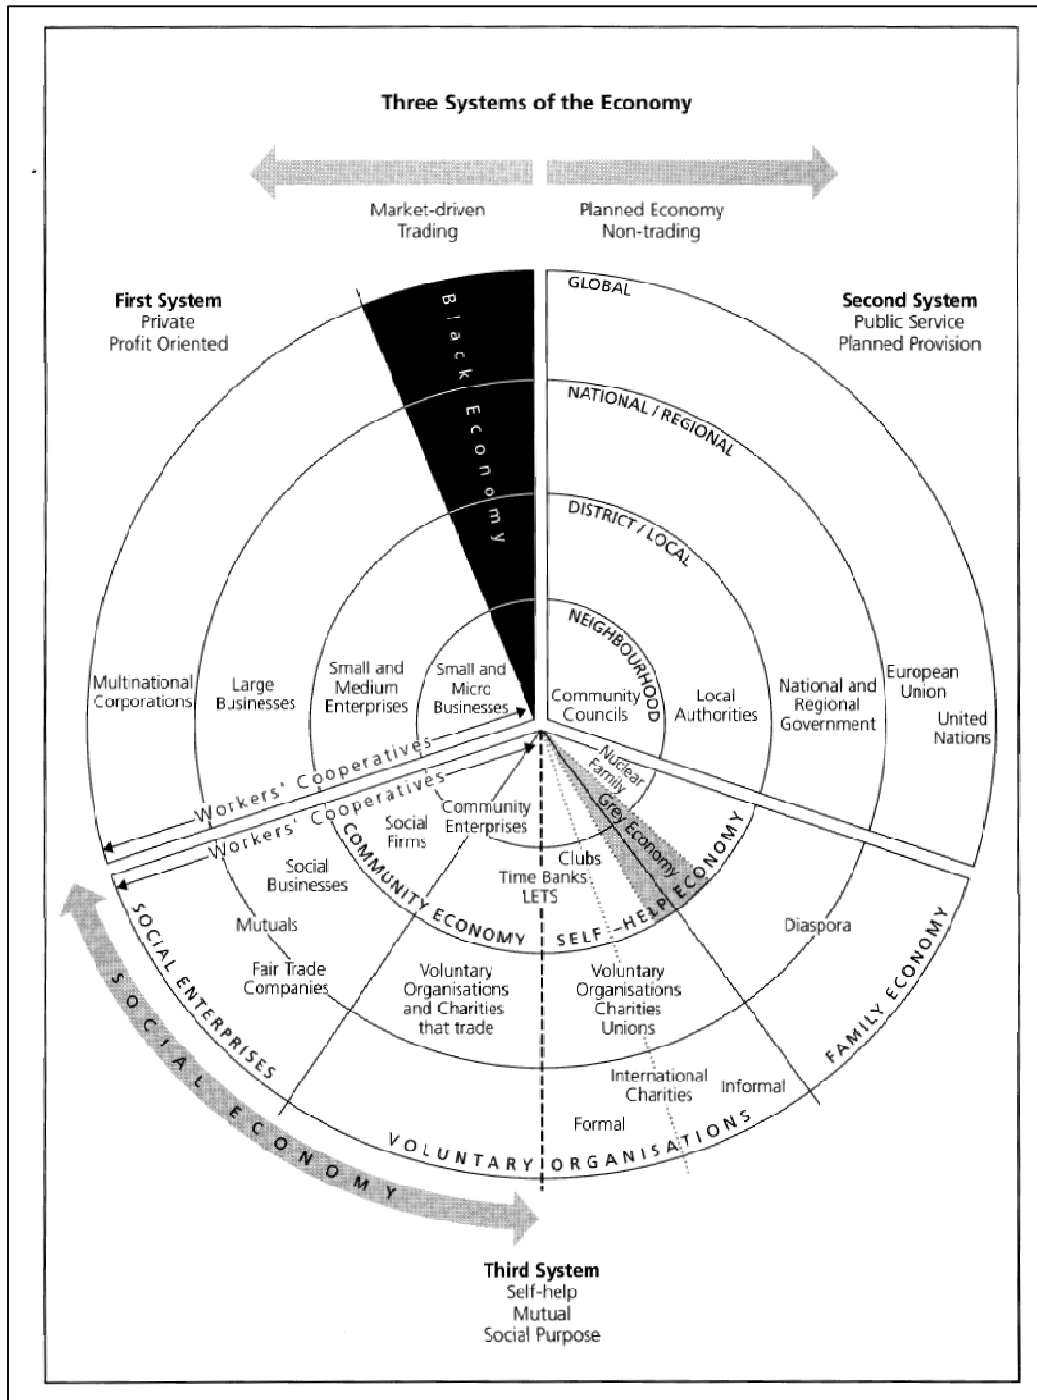 Three Systems of the Economy
Market-driven
Trading
Planned Economy
Non-trading
First System
Private
Profit Oriented
Second System
Public Service
Planned Provision
Black Economy
GLOBAL
NATIONAL / REGIONAL
DISTRICT / LOCAL
NEIGHBOURHOOD
Multinational
Corporations
Large
Businesses
Small and
Medium
Enterprises
Small and
Micro
Businesses
Community
Councils
Local
Authorities
National and
Regional
Government
European
Union
United
Nations
Workers' Cooperatives
Workers' Cooperatives
Nuclear
Family
Grey Economy
Community
Enterprises
Social
Firms
Social
Businesses
Mutuals
Fair Trade
Companies
COMMUNITY ECONOMY
SELF-HELP ECONOMY
Clubs
Time Banks
LETS
Voluntary
Organisations
and Charities
that trade
Voluntary
Organisations
Charities
Unions
Diaspora
International
Charities
Informal
Formal
SOCIAL ENTERPRISES
VOLUNTARY ORGANISATIONS
FAMILY ECONOMY
SOCIAL ECONOMY
Third System
Self-help
Mutual
Social Purpose